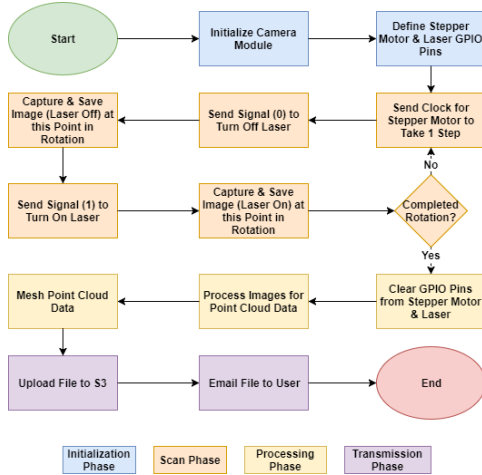 Start
Initialize Camera
Module
Define Stepper
Motor & Laser GPIO
Pins
Capture & Save
Image (Laser Off) at
this Point in
Rotation
Send Signal (0) to
Turn Off Laser
Send Clock for
Stepper Motor to
Take 1 Step
No
Send Signal (1) to
Turn On Laser
Capture & Save
Image (Laser On) at
this Point in
Rotation
Completed
Rotation?
Yes
Mesh Point Cloud
Data
Process Images for
Point Cloud Data
Clear GPIO Pins
from Stepper Motor
& Laser
Upload File to S3
Email File to User
End
Initialization
Phase
Scan Phase
Processing
Phase
Transmission
Phase